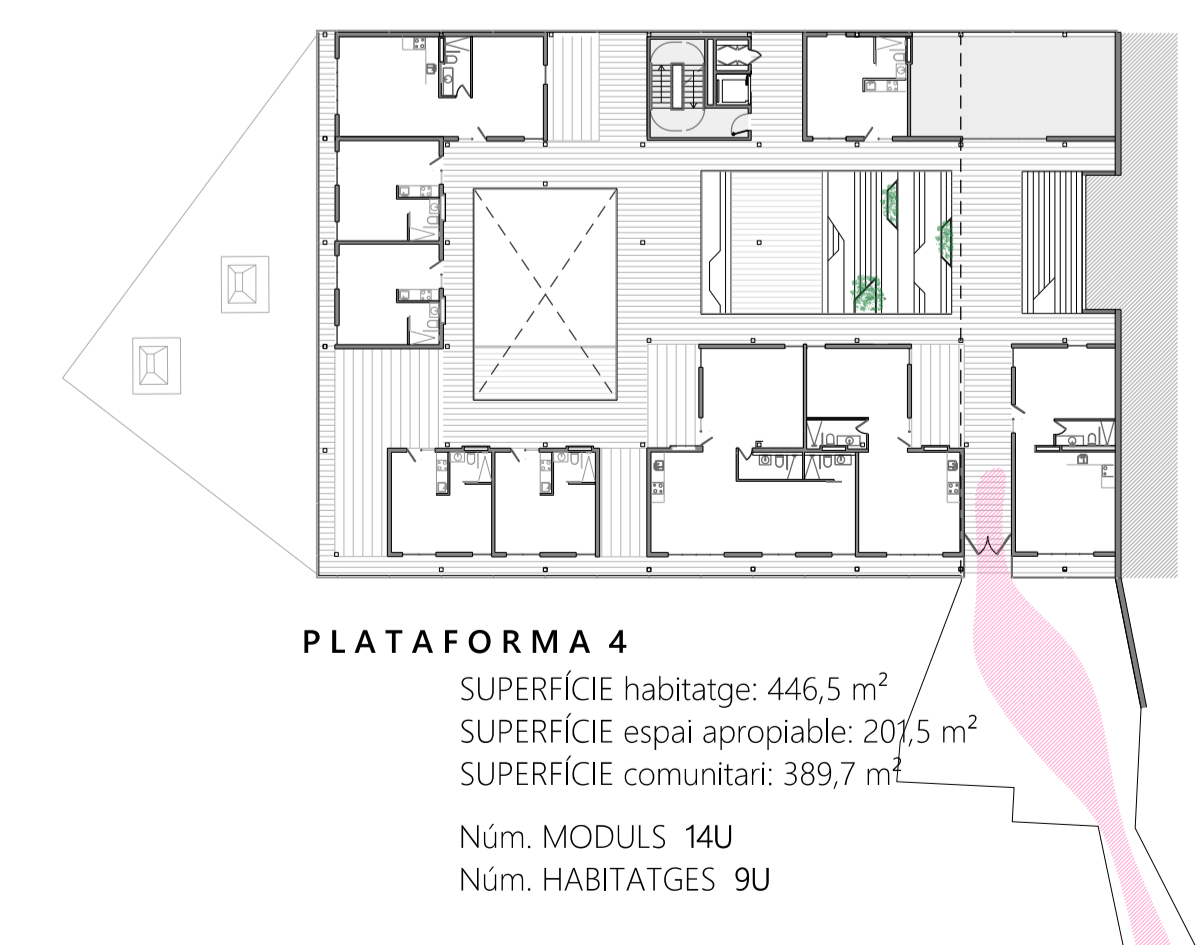 PLATAFORMA 4
SUPERFÍCIE habitatge: 446,5 m²
SUPERFÍCIE espai apropiable: 201,5 m²
SUPERFÍCIE comunitari: 389,7 m²
Núm. MODULS 14U
Núm. HABITATGES 9U